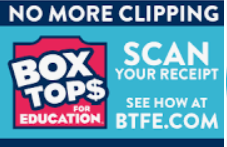 NO MORE CLIPPING
BOX
TOP$
FOR
EDUCATION
SCAN
YOUR RECEIPT
SEE HOW AT
BTFE.COM